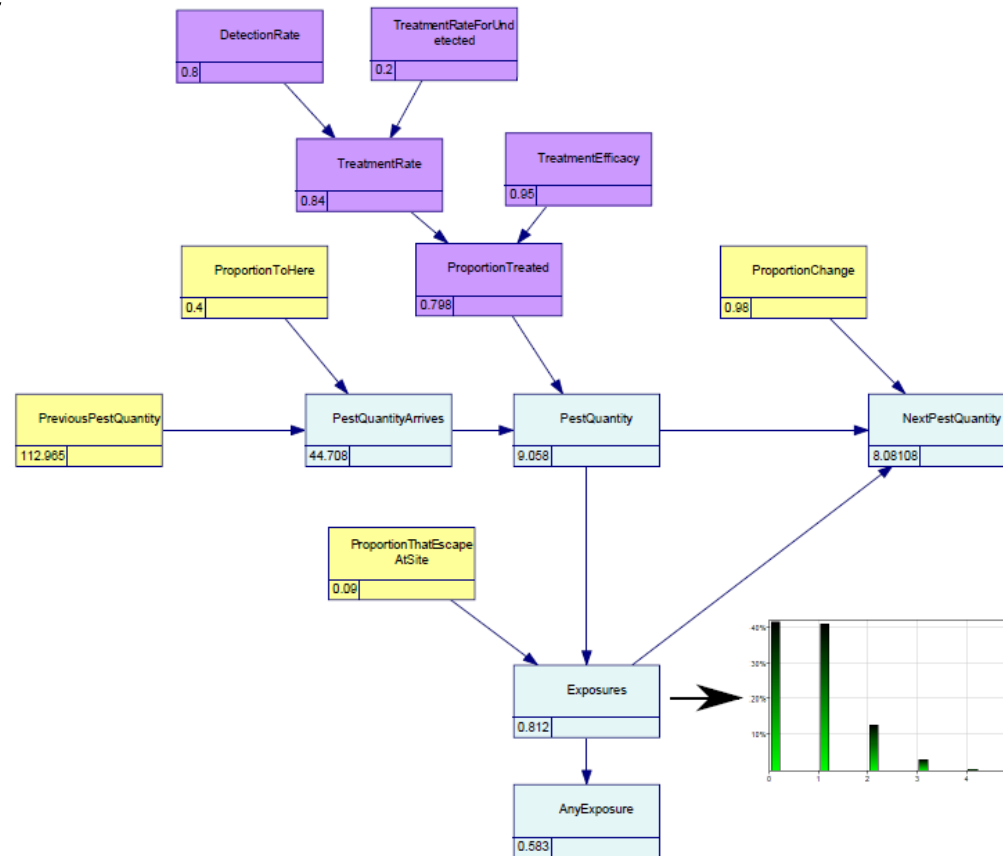 DetectionRate
0.8
TreatmentRateForUnd
etected
0.2
TreatmentRate
0.84
TreatmentEfficacy
0.95
ProportionToHere
0.4
ProportionTreated
0.798
ProportionChange
0.98
PreviousPestQuantity
112.965
PestQuantityArrives
44.708
PestQuantity
9.058
NextPestQuantity
8.08108
ProportionThatEscape
AtSite
0.09
Exposures
0.812
40%
30%
20%
10%
0 1 2 3 4
AnyExposure
0.583